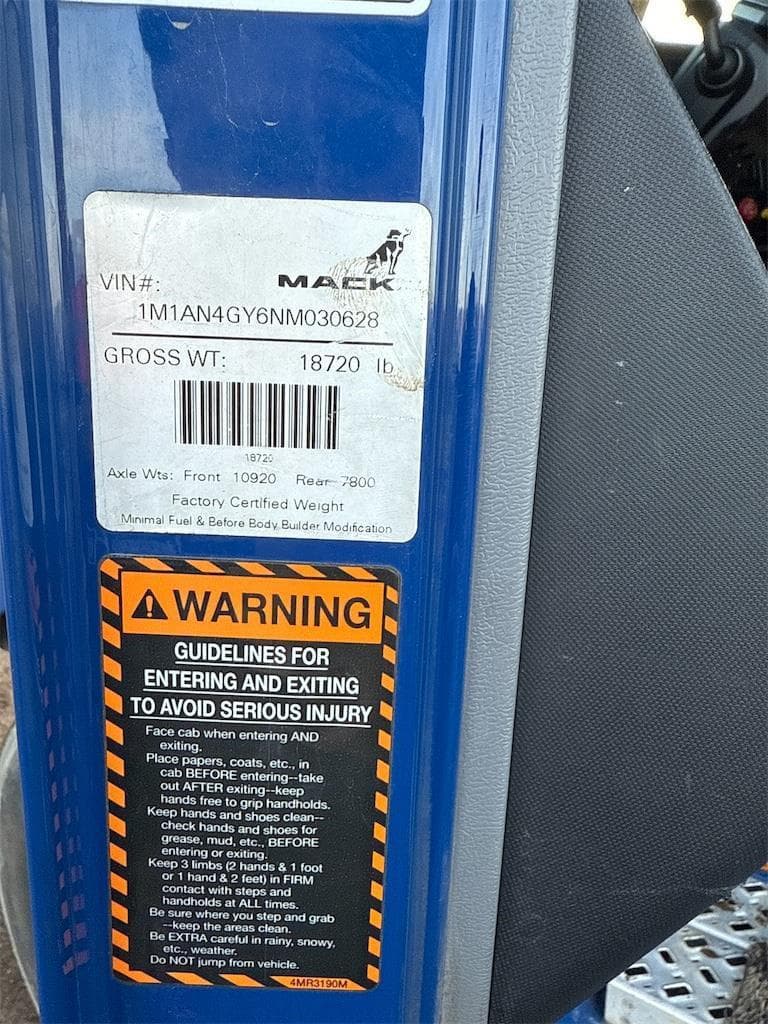 MACK
VIN#:
1M1AN4GY6NM030628
GROSS WT: 18720 lb
18720
Axle Wts: Front 10920 Rear 7800
Factory Certified Weight
Minimal Fuel & Before Body Builder Modification
WARNING
GUIDELINES FOR
ENTERING AND EXITING
TO AVOID SERIOUS INJURY
Face cab when entering AND
exiting.
Place papers, coats, etc., in
cab BEFORE entering--take
out AFTER exiting--keep
hands free to grip handholds.
Keep hands and shoes clean--
check hands and shoes for
grease, mud, etc., BEFORE
entering or exiting.
Keep 3 limbs (2 hands & 1 foot
or 1 hand & 2 feet) in FIRM
contact with steps and
handholds at ALL times.
Be sure where you step and grab
--keep the areas clean.
Be EXTRA careful in rainy, snowy,
etc., weather.
Do NOT jump from vehicle.
4MR3190M